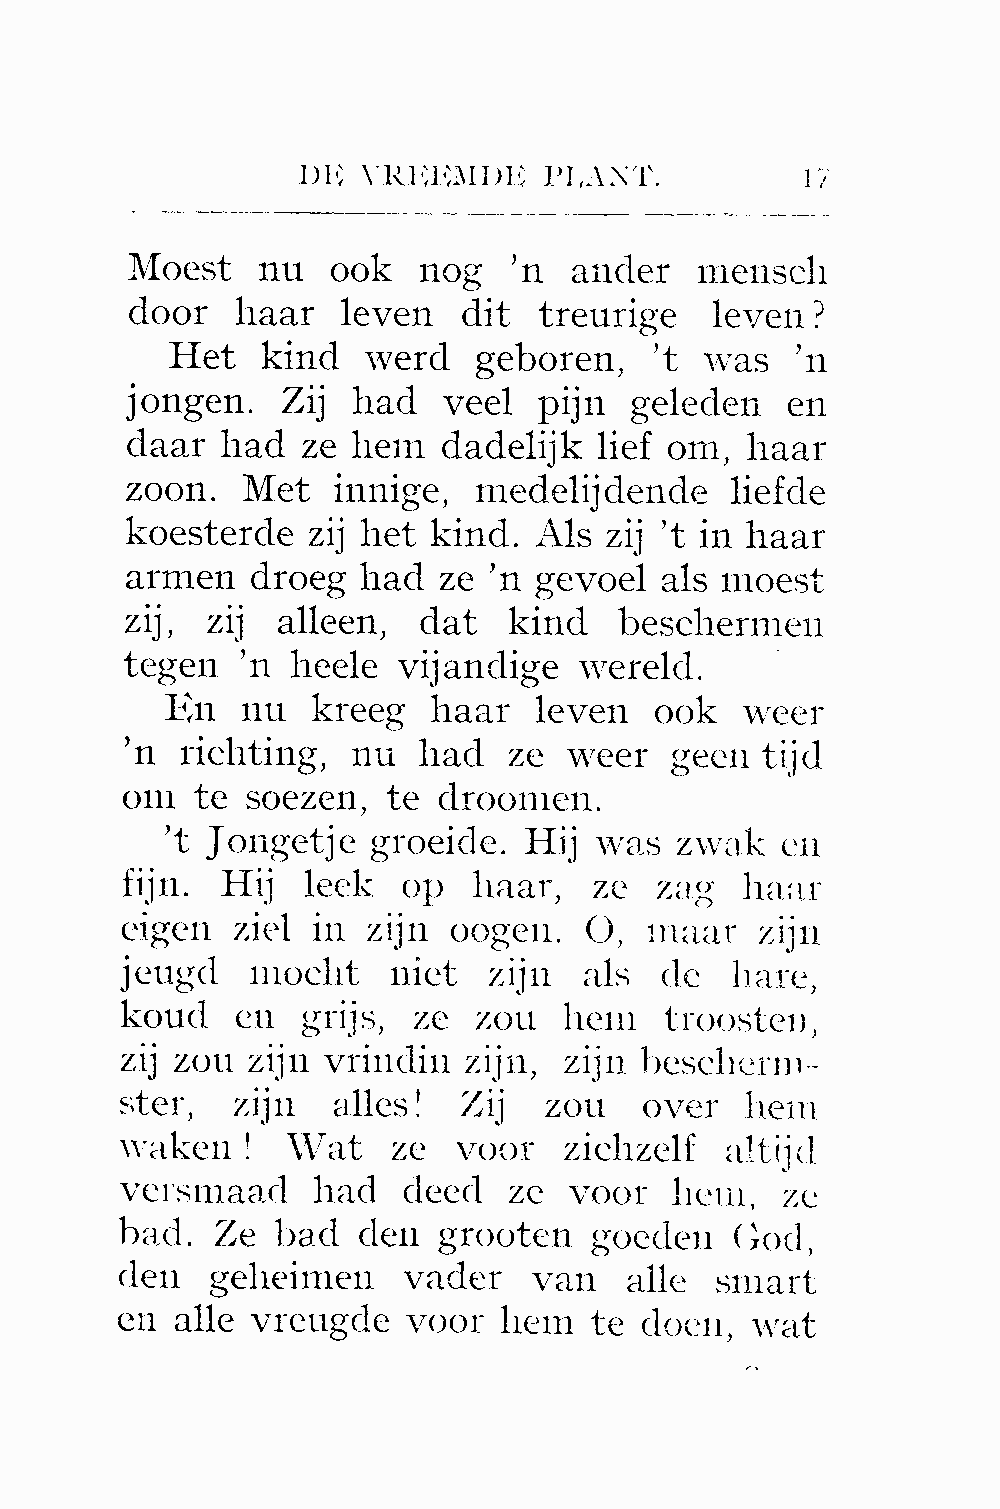 DE VREEMDE PLANT. 17
Moest nu ook nog 'n ander mensch
door haar leven dit treurige leven?
Het kind werd geboren, 't was 'n
jongen. Zij had veel pijn geleden en
daar had ze hem dadelijk lief om, haar
zoon. Met innige, medelijdende liefde
koesterde zij het kind. Als zij 't in haar
armen droeg had ze 'n gevoel als moest
zij, zij alleen, dat kind beschermen
tegen 'n heele vijandige wereld.
En nu kreeg haar leven ook weer
'n richting, nu had ze weer geen tijd
om te soezen, te droomen.
't Jongetje groeide. Hij was zwak en
fijn. Hij leek op haar, ze zag haar
eigen ziel in zijn oogen. O, maar zijn
jeugd mocht niet zijn als de hare,
koud en grijs, ze zou hem troosten,
zij zou zijn vrindin zijn, zijn bescherm-
ster, zijn alles! Zij zou over hem
waken! Wat ze voor zichzelf altijd
versmaad had deed ze voor hem, ze
bad. Ze bad den grooten goeden God,
den geheimen vader van alle smart
en alle vreugde voor hem te doen, wat